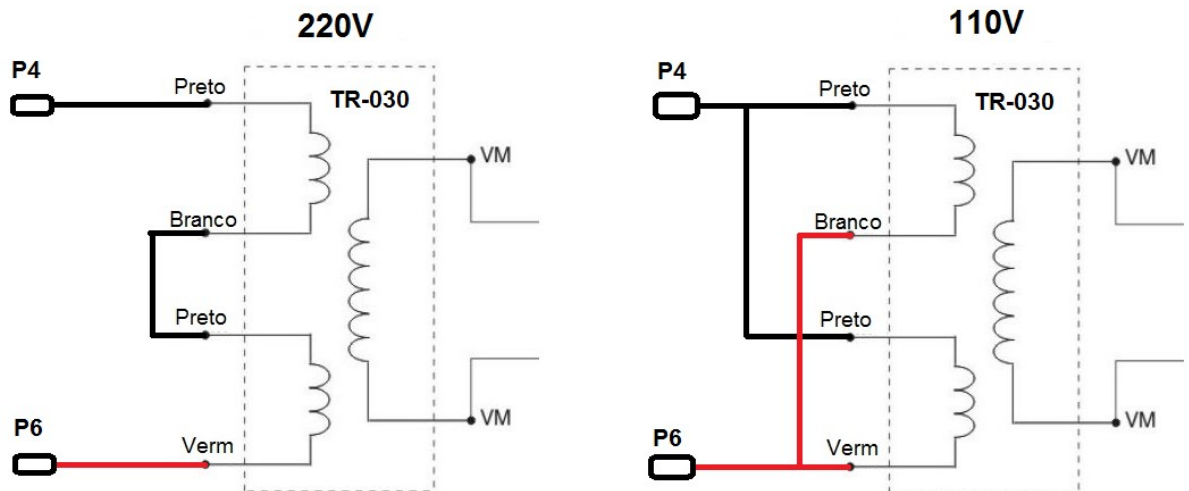 220V
P4
Preto
TR-030
VM
Branco
Preto
VM
P6
Verm
110V
P4
Preto
TR-030
VM
Branco
Preto
VM
P6
Verm